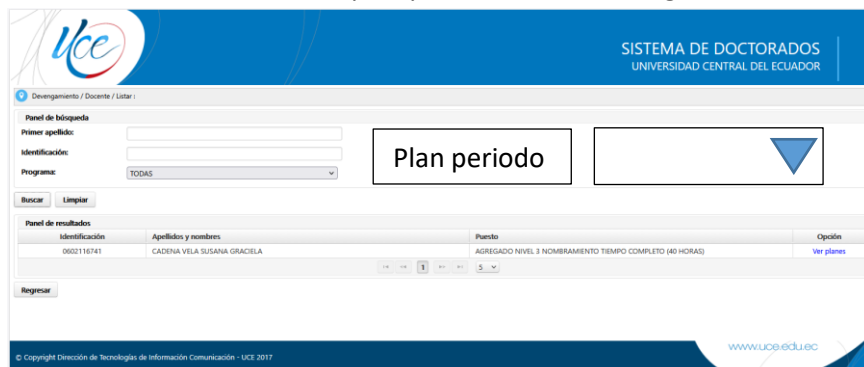 Uce
SISTEMA DE DOCTORADOS
UNIVERSIDAD CENTRAL DEL ECUADOR
Devengamiento / Docente / Listar :
Panel de búsqueda
Primer apellido:
Identificación:
Programa: TODAS
Plan periodo
Buscar Limpiar
Panel de resultados
Identificación Apellidos y nombres Puesto Opción
0602116741 CADENA VELA SUSANA GRACIELA AGREGADO NIVEL 3 NOMBRAMIENTO TIEMPO COMPLETO (40 HORAS) Ver planes
1 5
Regresar
www.uce.edu.ec
© Copyright Dirección de Tecnologías de Información Comunicación - UCE 2017